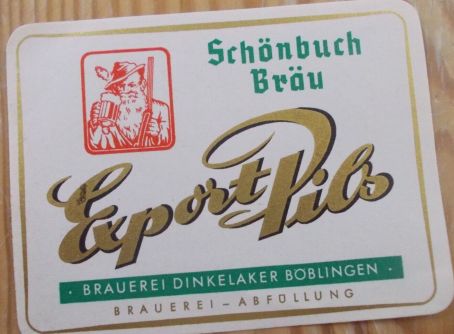 Schönbuch
Bräu
Export Pils
· BRAUEREI DINKELAKER BÖBLINGEN ·
BRAUEREI – ABFÜLLUNG